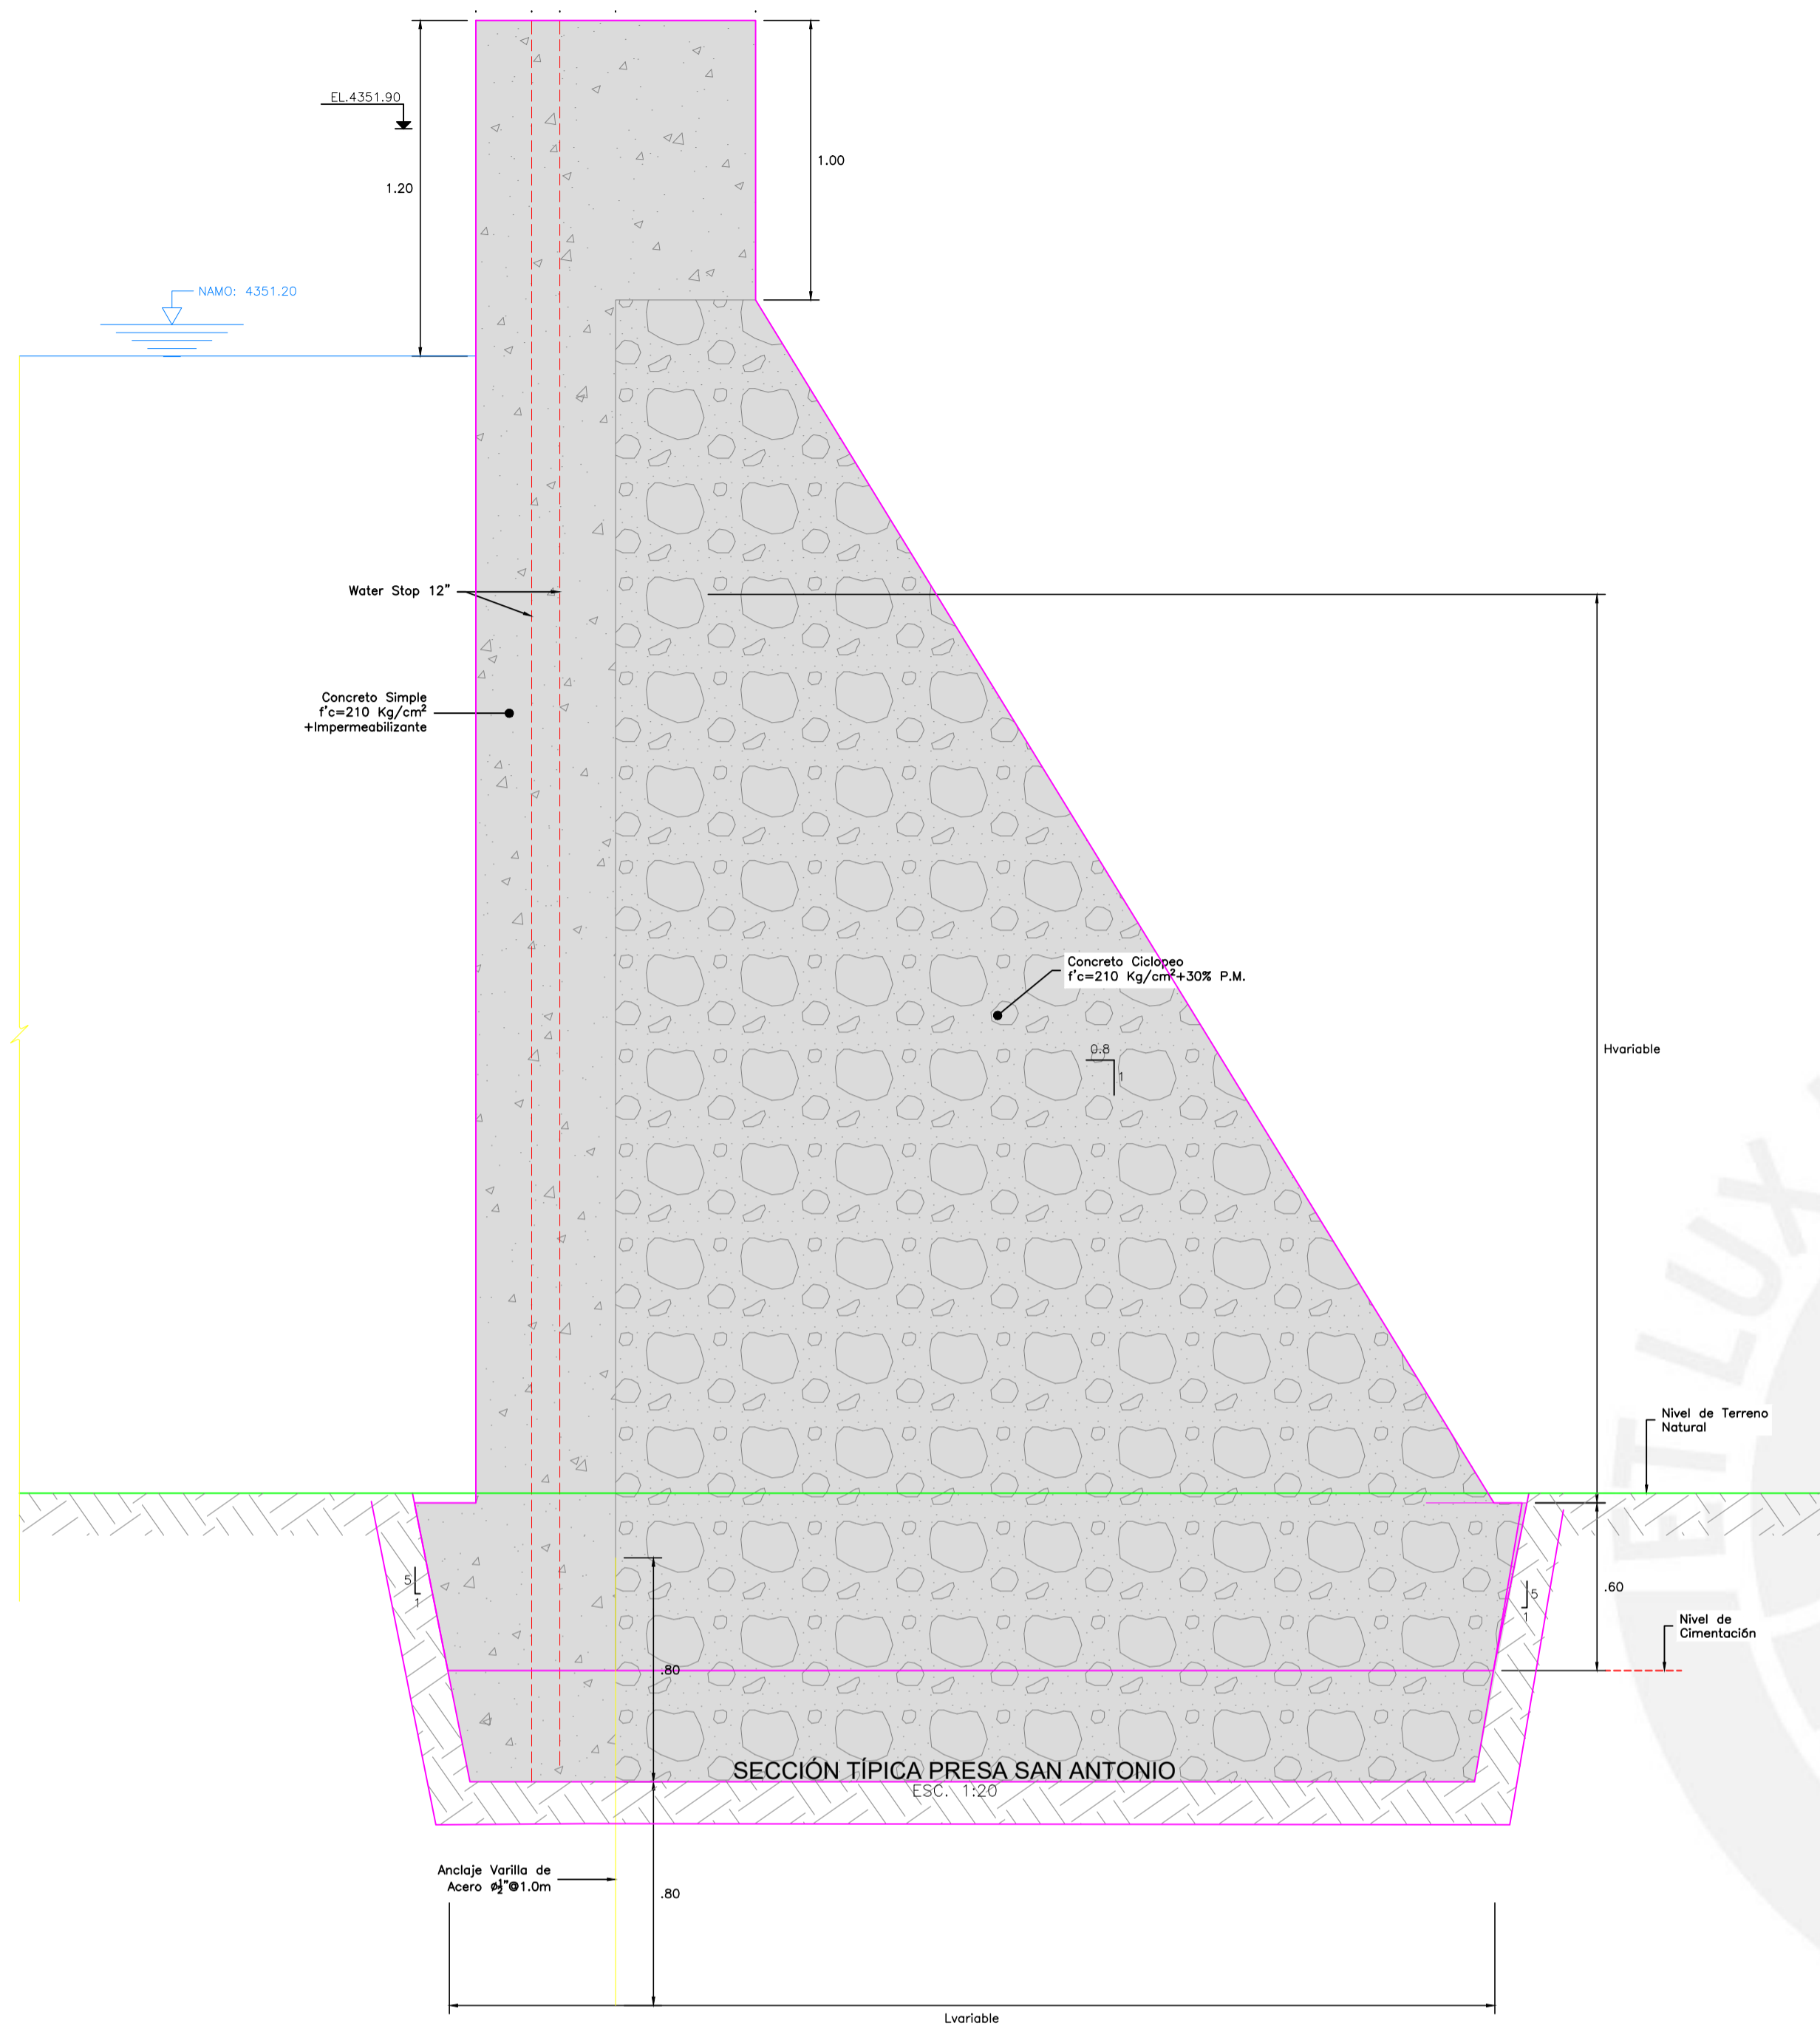 EL.4351.90
1.20
1.00
NAMO: 4351.20
Water Stop 12"
Concreto Simple
f'c=210 Kg/cm²
+Impermeabilizante
Concreto Ciclopeo
f'c=210 Kg/cm²+30% P.M.
0.8
1
Hvariable
Nivel de Terreno
Natural
5
1
5
1
.60
Nivel de
Cimentación
.80
SECCIÓN TÍPICA PRESA SAN ANTONIO
ESC. 1:20
Anclaje Varilla de
Acero ø½"@1.0m
.80
Lvariable
ET LUX